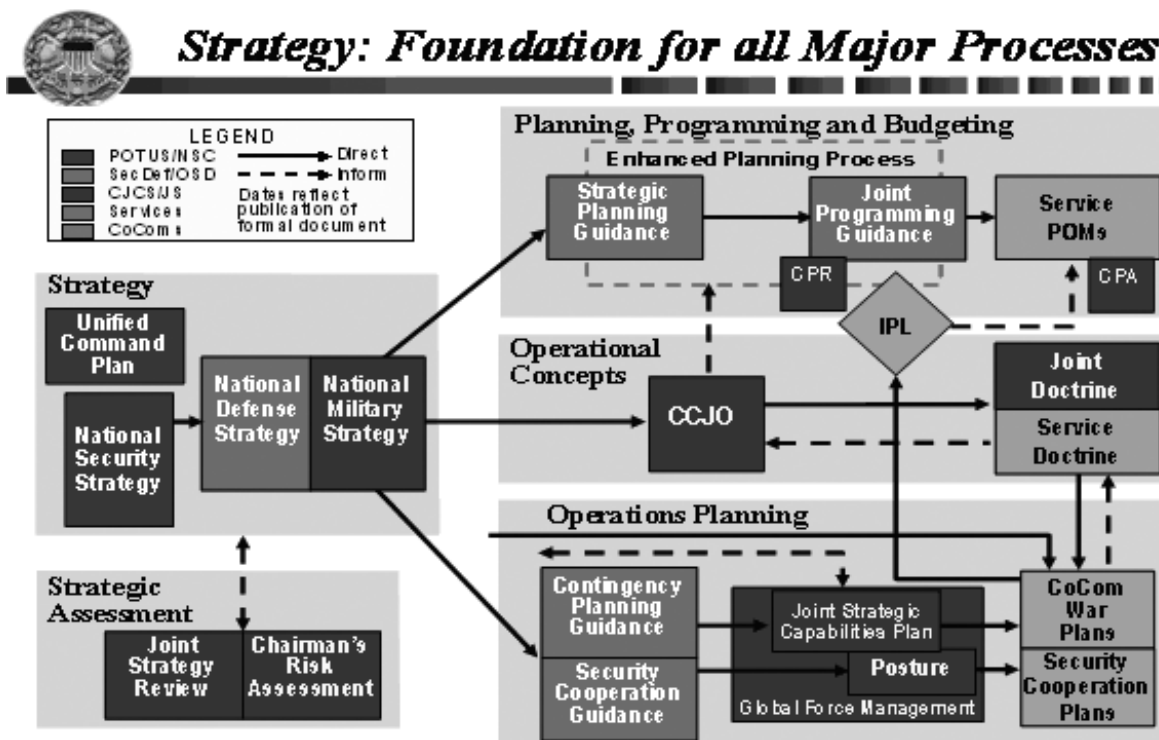 Strategy: Foundation for all Major Processes
LEGEND
POTUS/NSC
SecDef/OSD
CJCS/JS
Services
CoComs
Direct
Inform
Dates reflect
publication of
formal document
Planning, Programming and Budgeting
Enhanced Planning Process
Strategic
Planning
Guidance
Joint
Programming
Guidance
Service
POMs
CPR
CPA
IPL
Strategy
Unified
Command
Plan
National
Security
Strategy
National
Defense
Strategy
National
Military
Strategy
Operational
Concepts
CCJO
Joint
Doctrine
Service
Doctrine
Strategic
Assessment
Joint
Strategy
Review
Chairman's
Risk
Assessment
Operations Planning
Contingency
Planning
Guidance
Security
Cooperation
Guidance
Joint Strategic
Capabilities Plan
Posture
Global Force Management
CoCom
War
Plans
Security
Cooperation
Plans